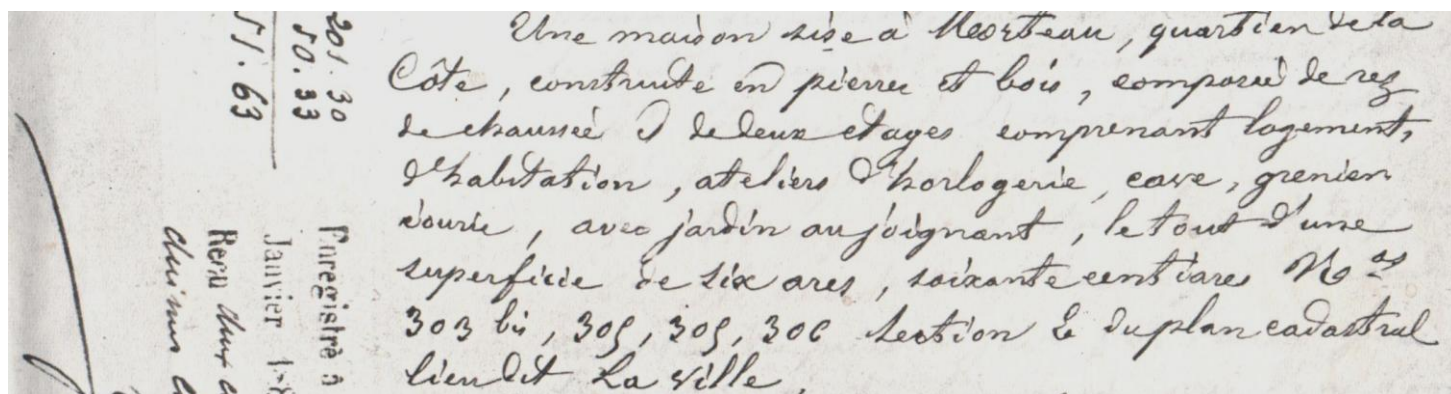 Une maison sise à Morteau, quartier de la
Côte, construite en pierres et bois, composée de rez
de chaussée & de deux étages comprenant logement,
d'habitation, ateliers d'horlogerie, cave, grenier
écurie, avec jardin au joignant, le tout d'une
superficie de six ares, soixante centiares Nos
303 bis, 305, 305, 306 section E du plan cadastral
lieu dit La Ville,
201.30
50.33
51.63
Enregistré à
Janvier 18
Reçu deux